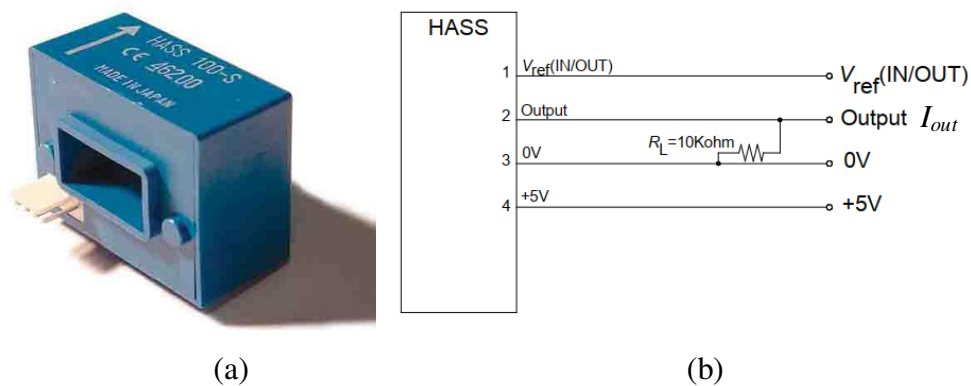 HASS 100-S
CE 46200
MADE IN JAPAN
(a)
HASS
1 Vref(IN/OUT) Vref(IN/OUT)
2 Output Output Iout
RL=10Kohm
3 0V 0V
4 +5V +5V
(b)